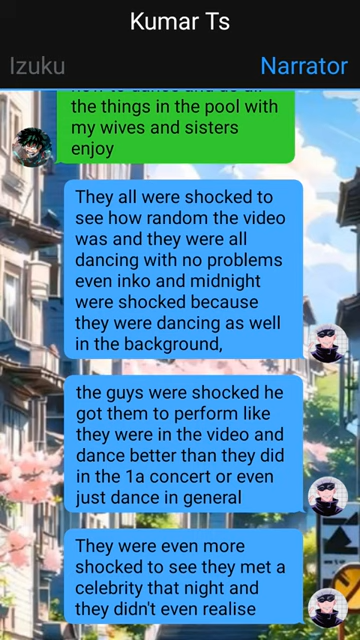 Kumar Ts
Izuku
Narrator
the things in the pool with
my wives and sisters
enjoy
They all were shocked to
see how random the video
was and they were all
dancing with no problems
even inko and midnight
were shocked because
they were dancing as well
in the background,
the guys were shocked he
got them to perform like
they were in the video and
dance better than they did
in the 1a concert or even
just dance in general
They were even more
shocked to see they met a
celebrity that night and
they didn't even realise